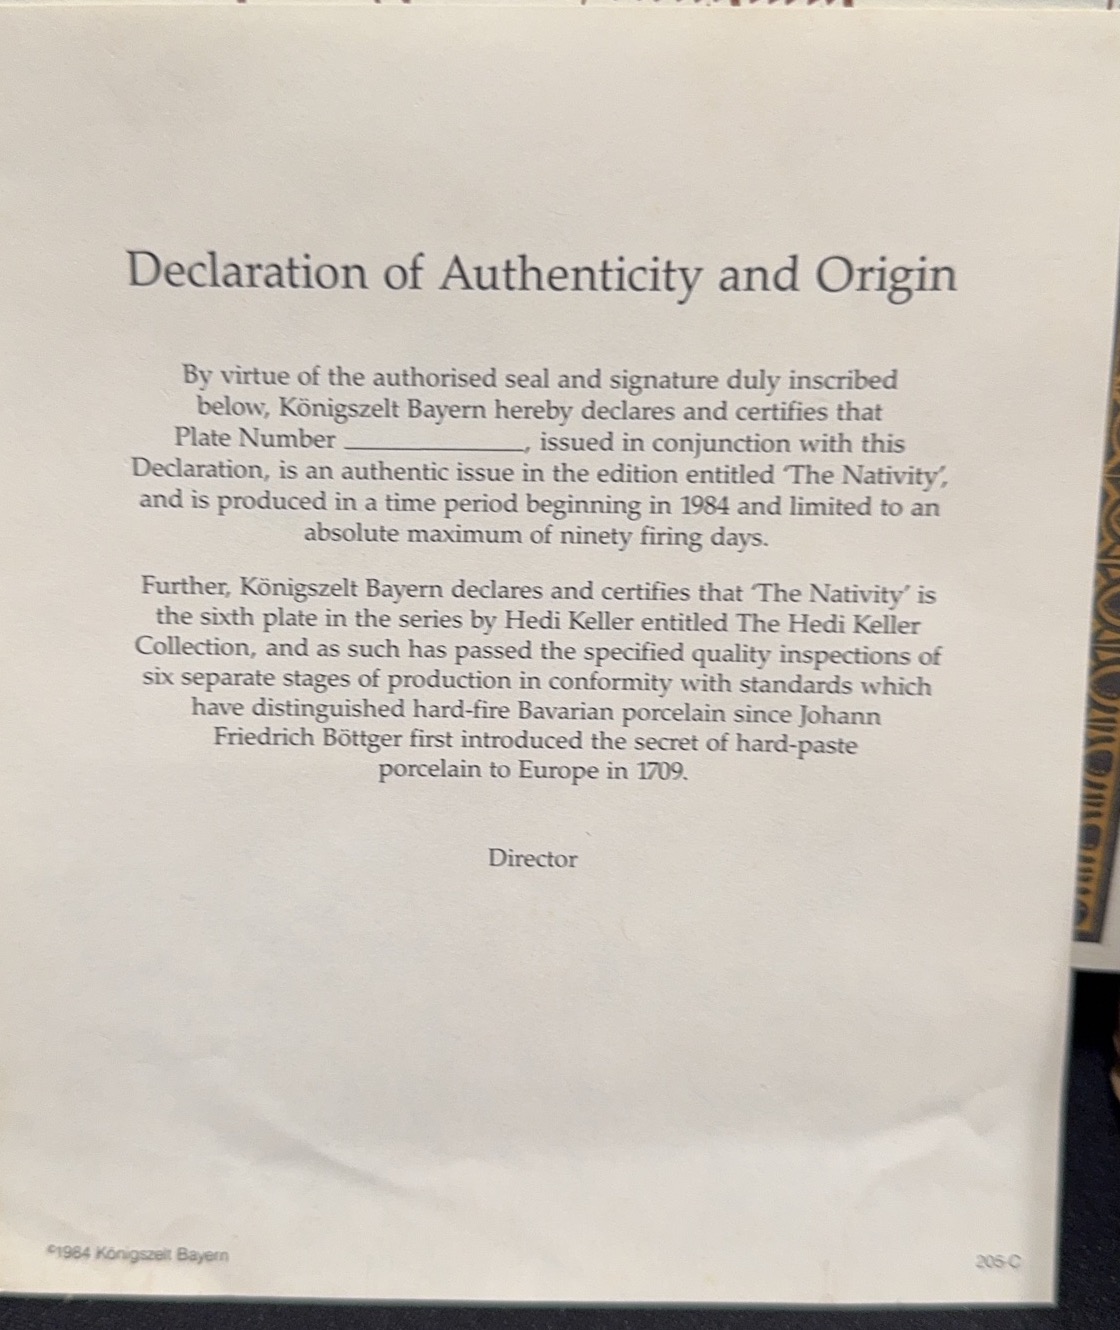 Declaration of Authenticity and Origin
By virtue of the authorised seal and signature duly inscribed
below, Königszelt Bayern hereby declares and certifies that
Plate Number ____________, issued in conjunction with this
Declaration, is an authentic issue in the edition entitled ‘The Nativity’,
and is produced in a time period beginning in 1984 and limited to an
absolute maximum of ninety firing days.
Further, Königszelt Bayern declares and certifies that ‘The Nativity’ is
the sixth plate in the series by Hedi Keller entitled The Hedi Keller
Collection, and as such has passed the specified quality inspections of
six separate stages of production in conformity with standards which
have distinguished hard-fire Bavarian porcelain since Johann
Friedrich Böttger first introduced the secret of hard-paste
porcelain to Europe in 1709.
Director
©1984 Königszelt Bayern
205-C